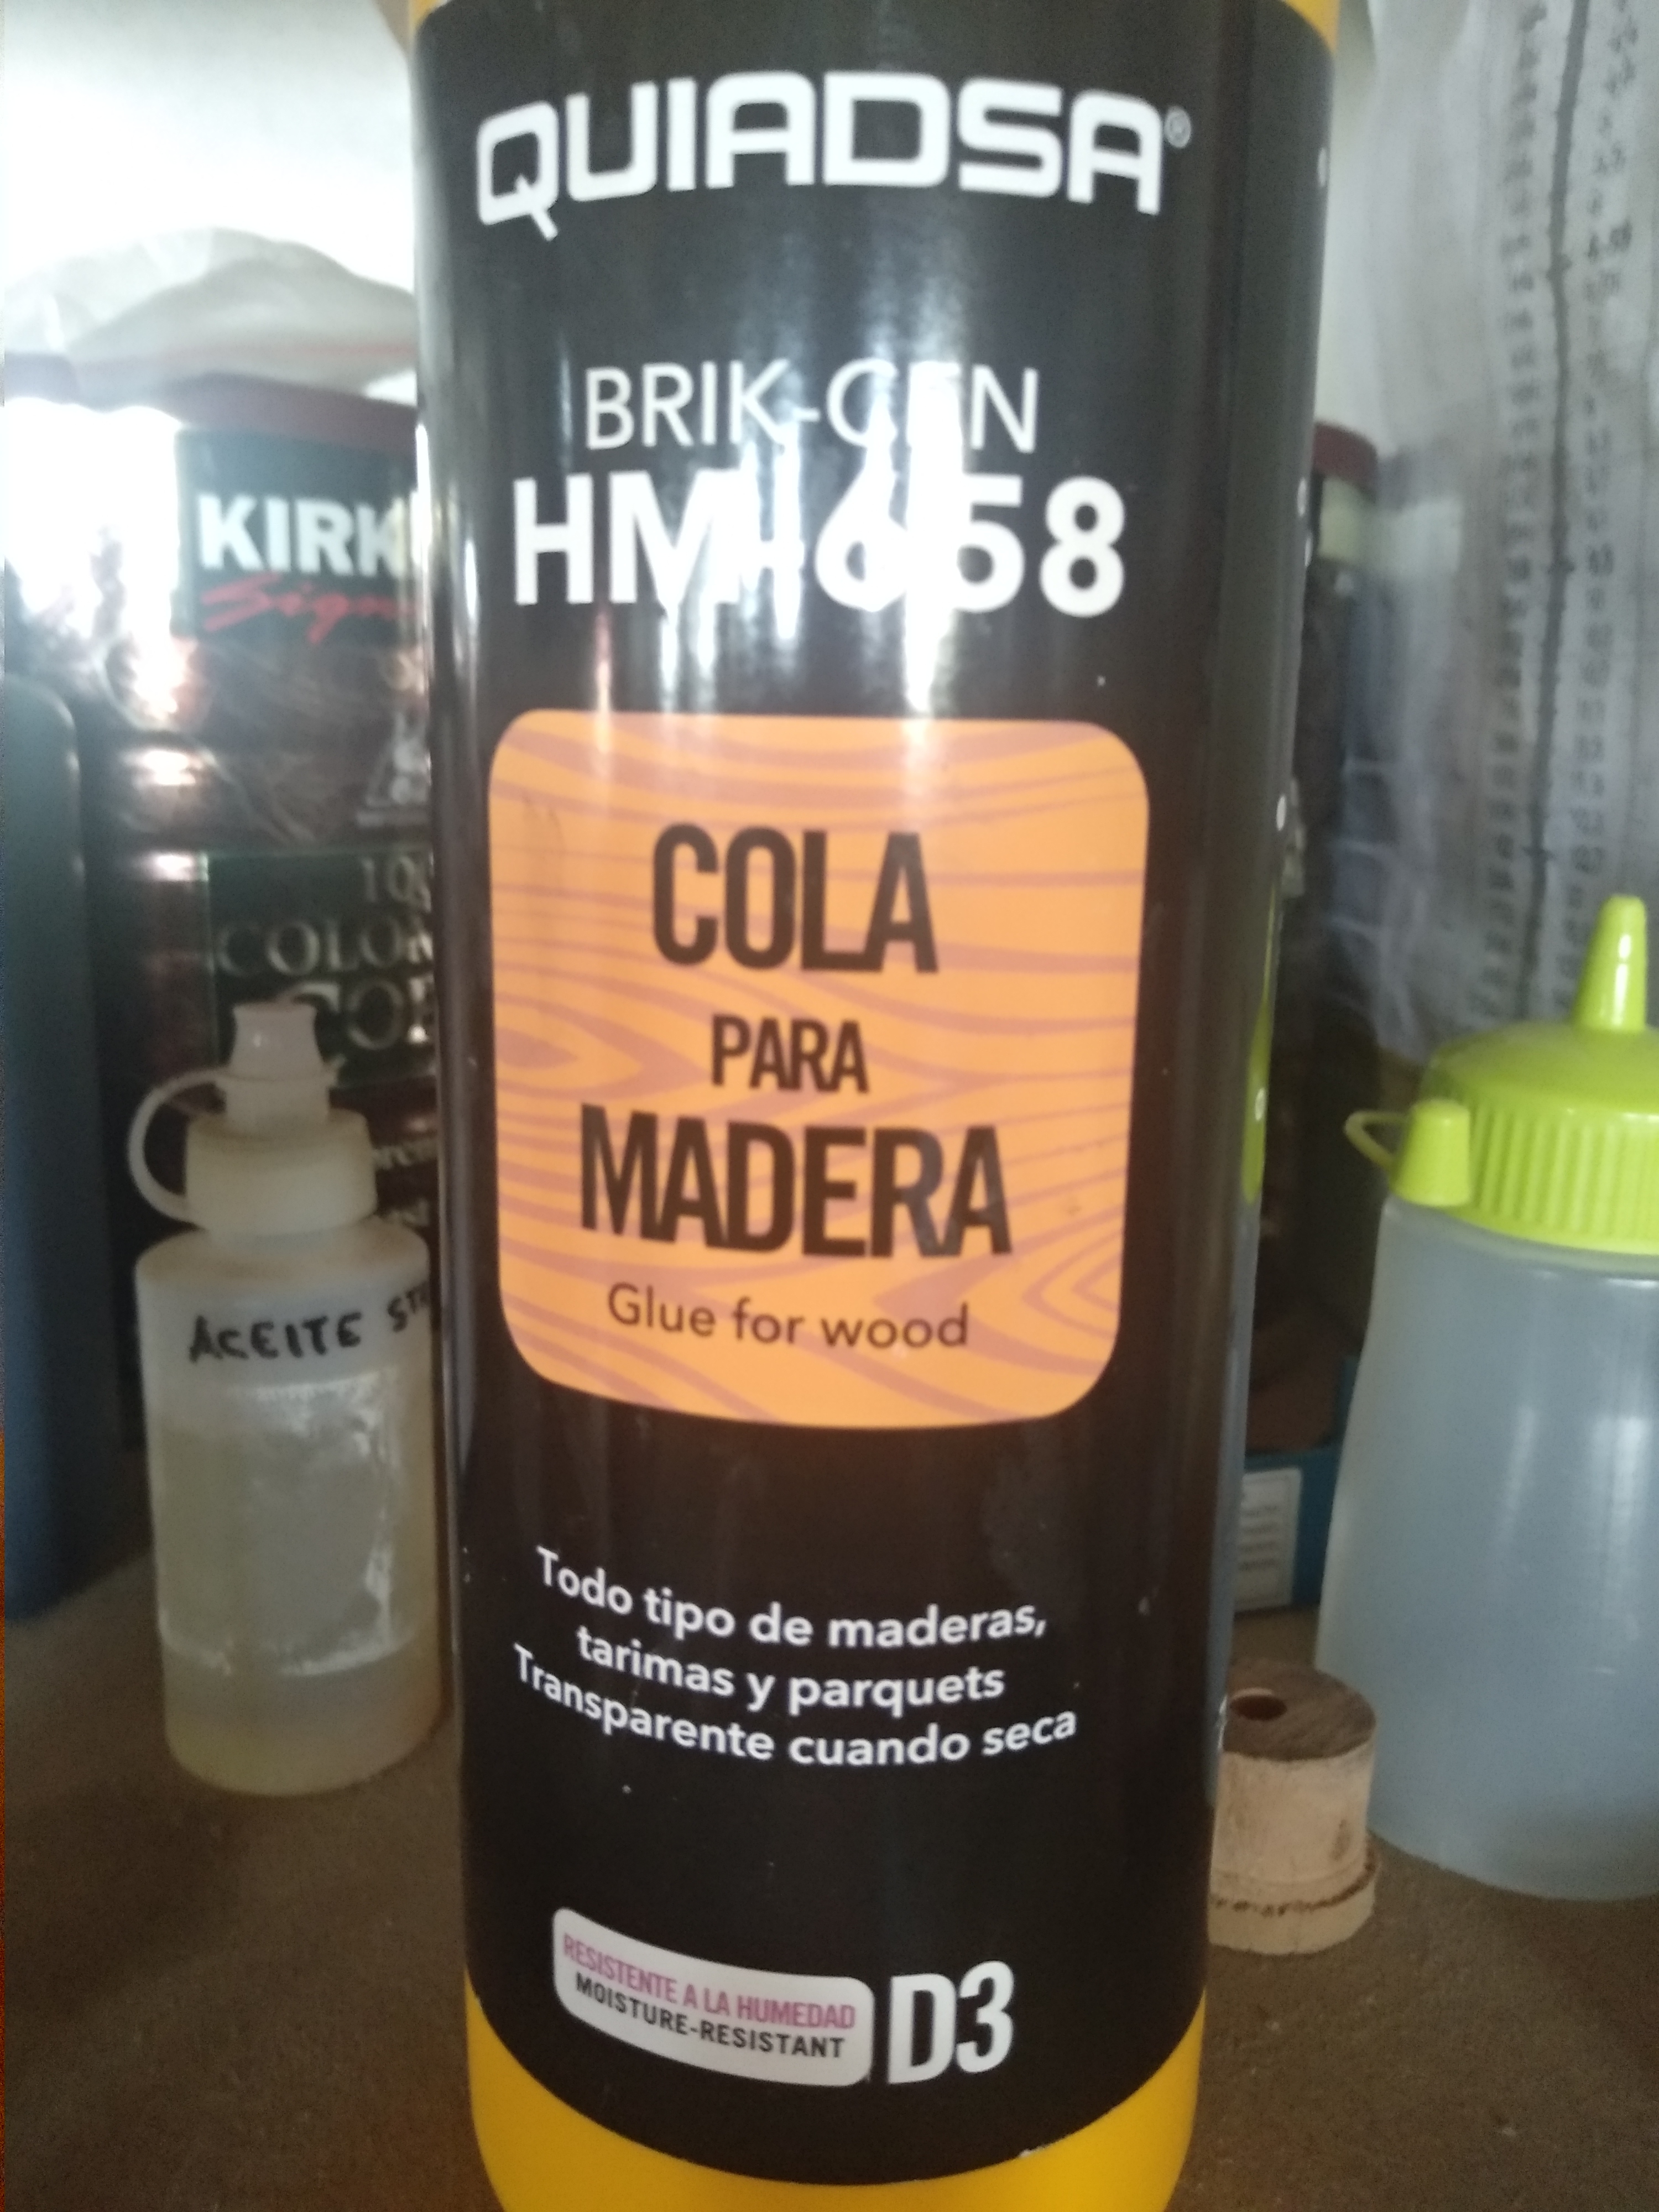 QUIADSA®
BRIK-CEN
HM-658
COLA
PARA
MADERA
Glue for wood
Todo tipo de maderas,
tarimas y parquets
Transparente cuando seca
RESISTENTE A LA HUMEDAD
MOISTURE-RESISTANT
D3
KIRK
Sign
ACEITE